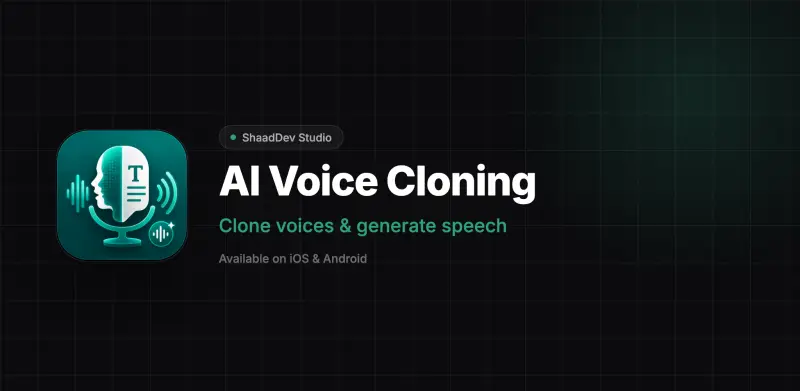 ShaadDev Studio
AI Voice Cloning
T
Clone voices & generate speech
Available on iOS & Android